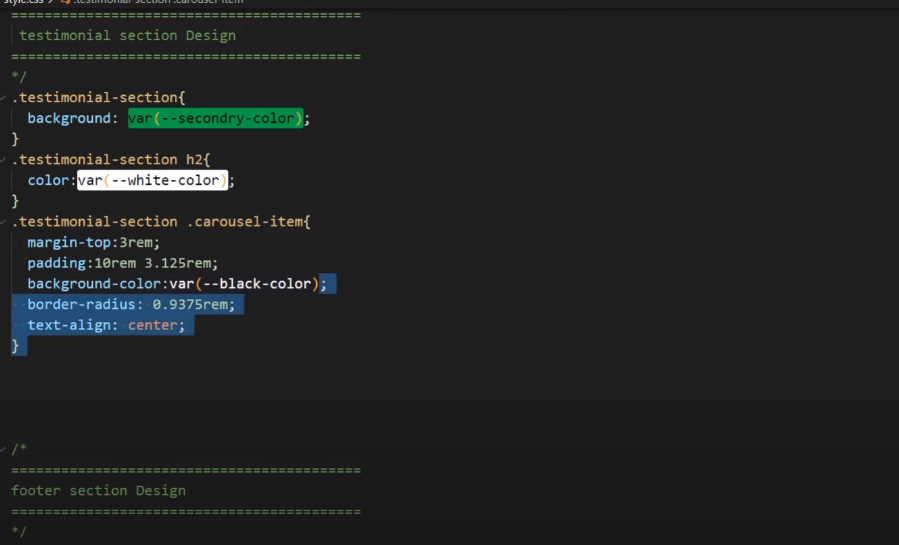 style.css > .testimonial-section .carousel-item
==========================================
testimonial section Design
==========================================
*/
.testimonial-section{
background: var(--secondry-color);
}
.testimonial-section h2{
color:var(--white-color);
}
.testimonial-section .carousel-item{
margin-top:3rem;
padding:10rem 3.125rem;
background-color:var(--black-color);
border-radius: 0.9375rem;
text-align: center;
}
/*
==========================================
footer section Design
==========================================
*/